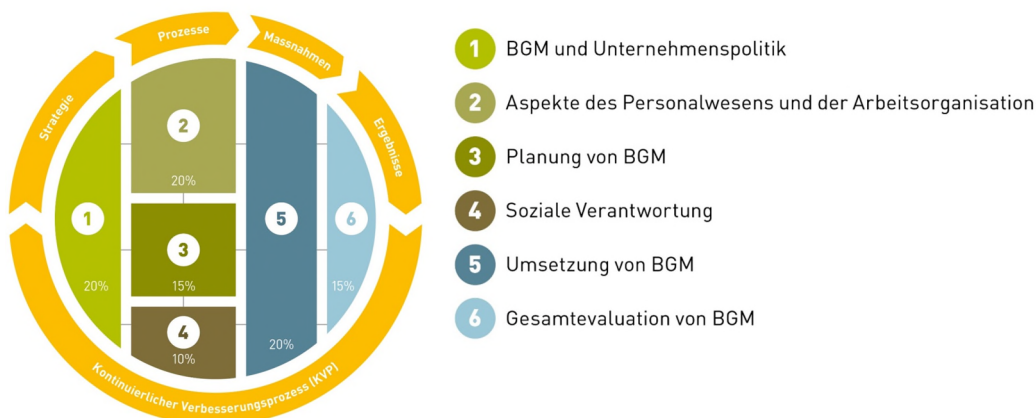 Strategie
Prozesse
Massnahmen
Ergebnisse
1
20%
2
20%
3
15%
4
10%
5
20%
6
15%
Kontinuierlicher Verbesserungsprozess (KVP)
1 BGM und Unternehmenspolitik
2 Aspekte des Personalwesens und der Arbeitsorganisation
3 Planung von BGM
4 Soziale Verantwortung
5 Umsetzung von BGM
6 Gesamtevaluation von BGM